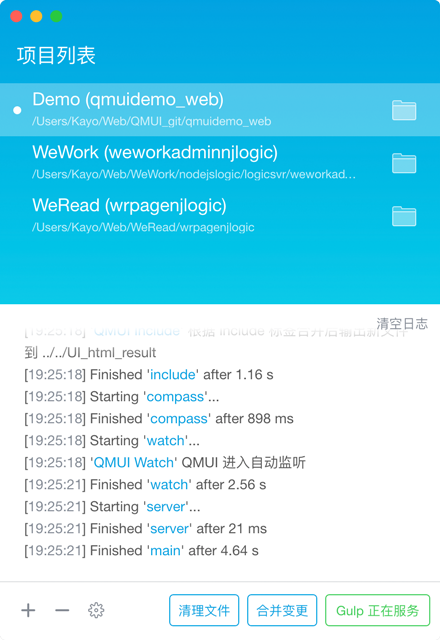 项目列表
Demo (qmuidemo_web)
/Users/Kayo/Web/QMUI_git/qmuidemo_web
WeWork (weworkadminnjlogic)
/Users/Kayo/Web/WeWork/nodejslogic/logicsvr/weworkad…
WeRead (wrpagenjlogic)
/Users/Kayo/Web/WeRead/wrpagenjlogic
清空日志
[19:25:18] 'QMUI Include' 根据 include 标签合并后输出新文件
到 ../../UI_html_result
[19:25:18] Finished 'include' after 1.16 s
[19:25:18] Starting 'compass'...
[19:25:18] Finished 'compass' after 898 ms
[19:25:18] Starting 'watch'...
[19:25:18] 'QMUI Watch' QMUI 进入自动监听
[19:25:21] Finished 'watch' after 2.56 s
[19:25:21] Starting 'server'...
[19:25:21] Finished 'server' after 21 ms
[19:25:21] Finished 'main' after 4.64 s
清理文件
合并变更
Gulp 正在服务